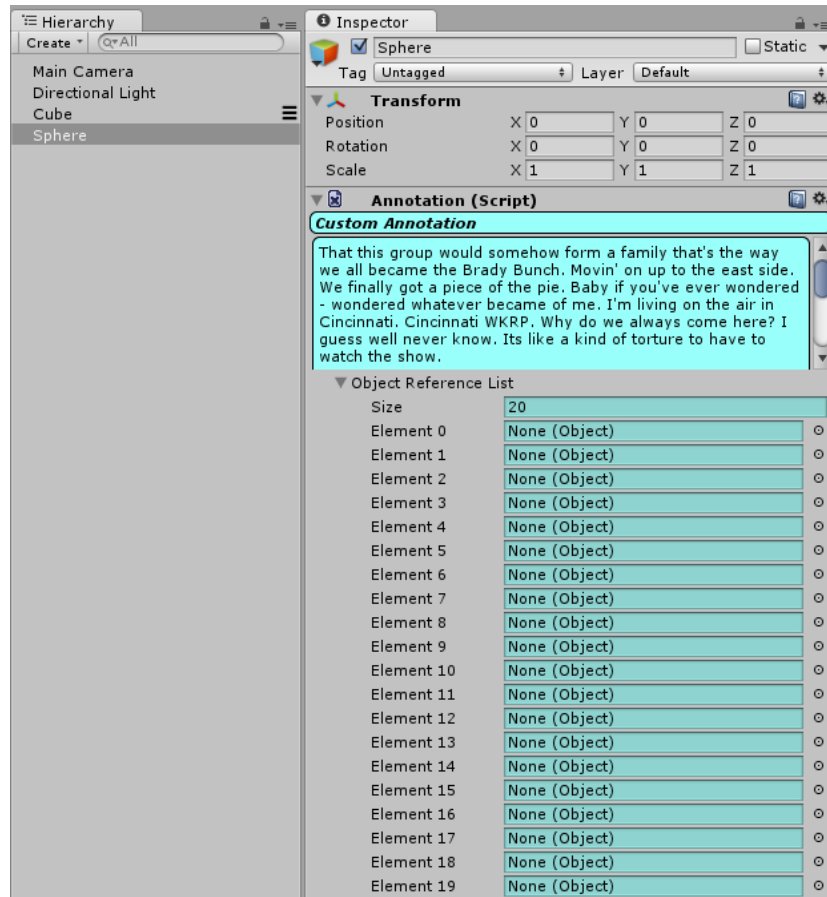 Hierarchy
Create
All
Main Camera
Directional Light
Cube
Sphere
Inspector
Sphere
Static
Tag Untagged Layer Default
Transform
Position X 0 Y 0 Z 0
Rotation X 0 Y 0 Z 0
Scale X 1 Y 1 Z 1
Annotation (Script)
Custom Annotation
That this group would somehow form a family that's the way
we all became the Brady Bunch. Movin' on up to the east side.
We finally got a piece of the pie. Baby if you've ever wondered
- wondered whatever became of me. I'm living on the air in
Cincinnati. Cincinnati WKRP. Why do we always come here? I
guess well never know. Its like a kind of torture to have to
watch the show.
Object Reference List
Size 20
Element 0 None (Object)
Element 1 None (Object)
Element 2 None (Object)
Element 3 None (Object)
Element 4 None (Object)
Element 5 None (Object)
Element 6 None (Object)
Element 7 None (Object)
Element 8 None (Object)
Element 9 None (Object)
Element 10 None (Object)
Element 11 None (Object)
Element 12 None (Object)
Element 13 None (Object)
Element 14 None (Object)
Element 15 None (Object)
Element 16 None (Object)
Element 17 None (Object)
Element 18 None (Object)
Element 19 None (Object)